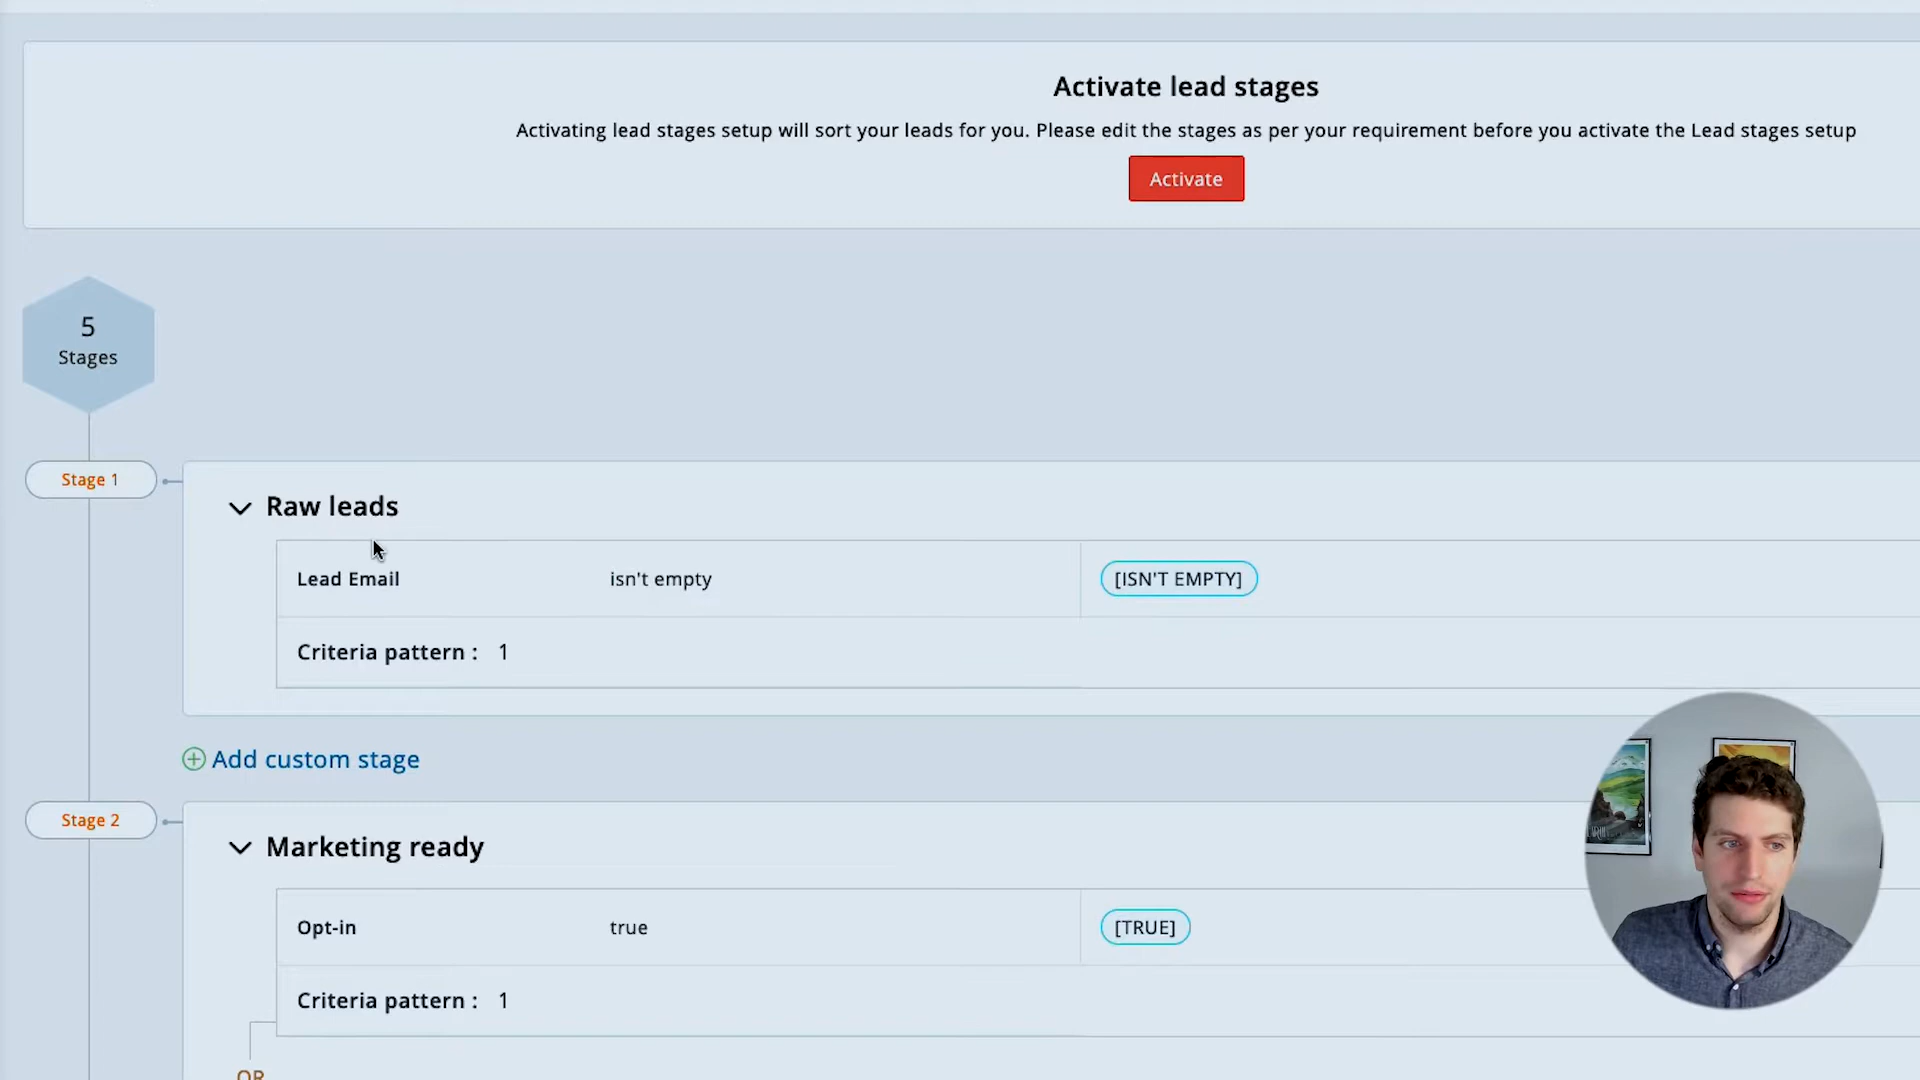 Activate lead stages
Activating lead stages setup will sort your leads for you. Please edit the stages as per your requirement before you activate the Lead stages setup
Activate
5
Stages
Stage 1
Raw leads
Lead Email isn't empty [ISN'T EMPTY]
Criteria pattern : 1
Add custom stage
Stage 2
Marketing ready
Opt-in true [TRUE]
Criteria pattern : 1
OR